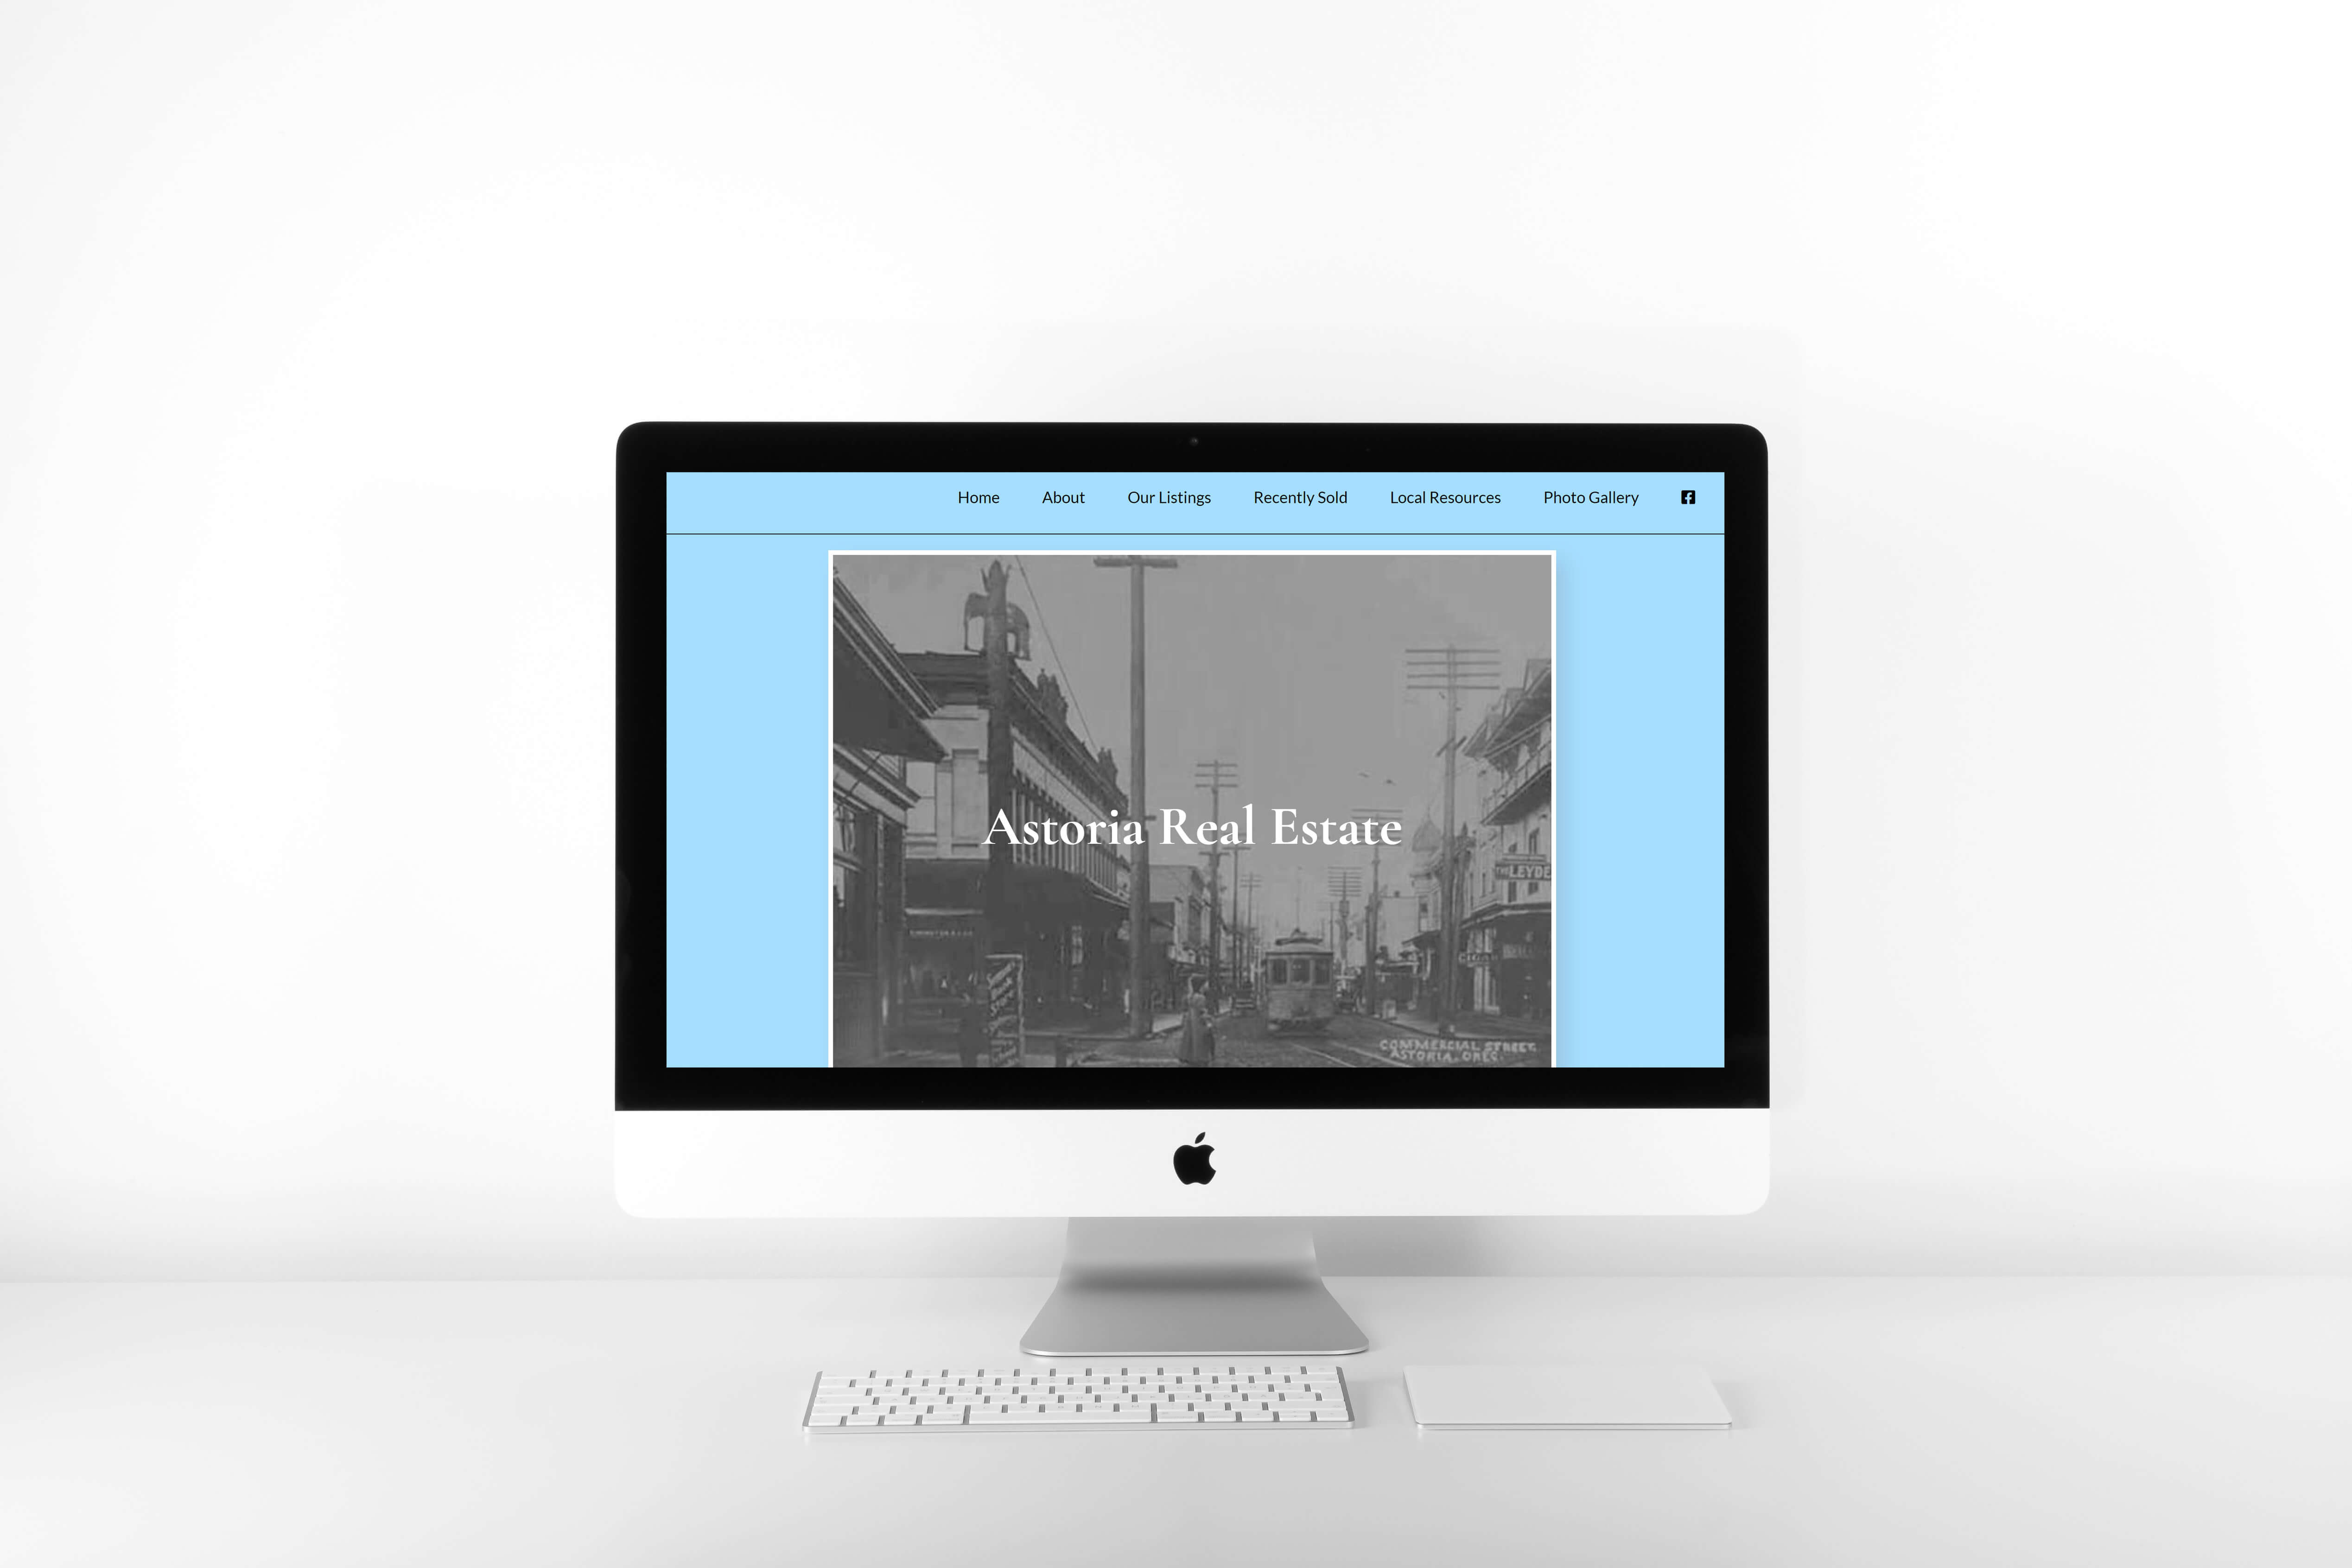 Home About Our Listings Recently Sold Local Resources Photo Gallery
Astoria Real Estate
THE LEYDE
CIGAR
COMMERCIAL STREET
ASTORIA, OREG.